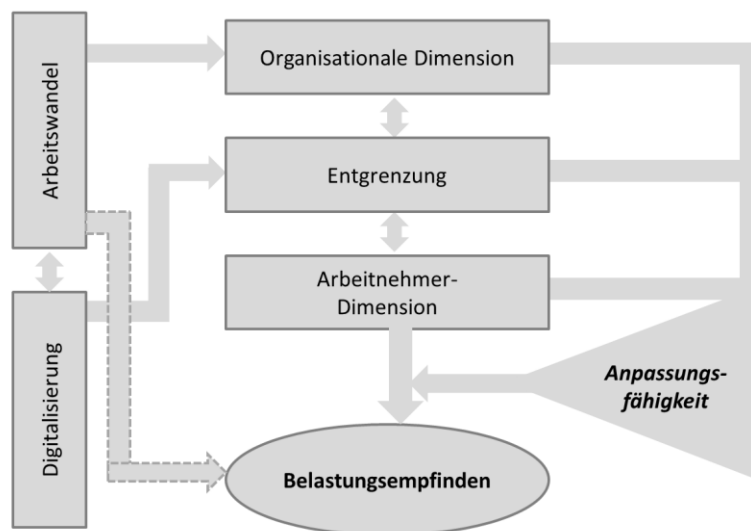 Arbeitswandel
Digitalisierung
Organisationale Dimension
Entgrenzung
Arbeitnehmer-
Dimension
Anpassungs-
fähigkeit
Belastungsempfinden